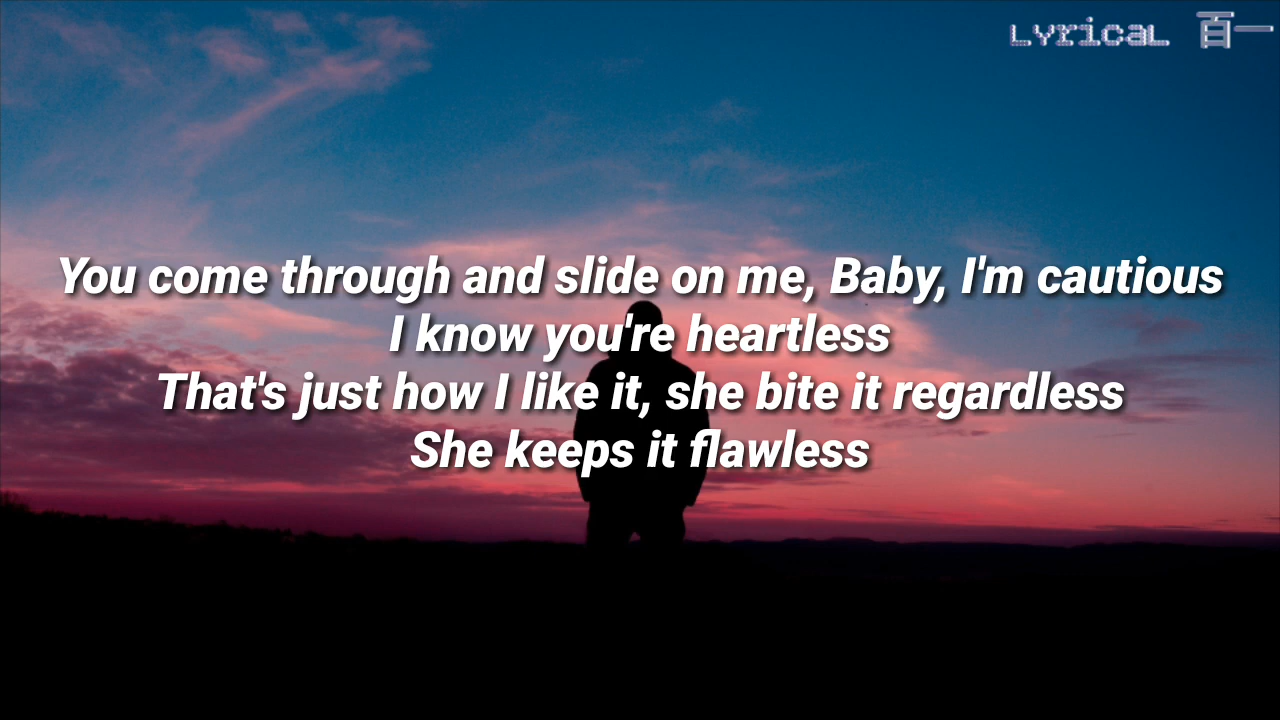 LyricaL 百一
You come through and slide on me, Baby, I'm cautious
I know you're heartless
That's just how I like it, she bite it regardless
She keeps it flawless